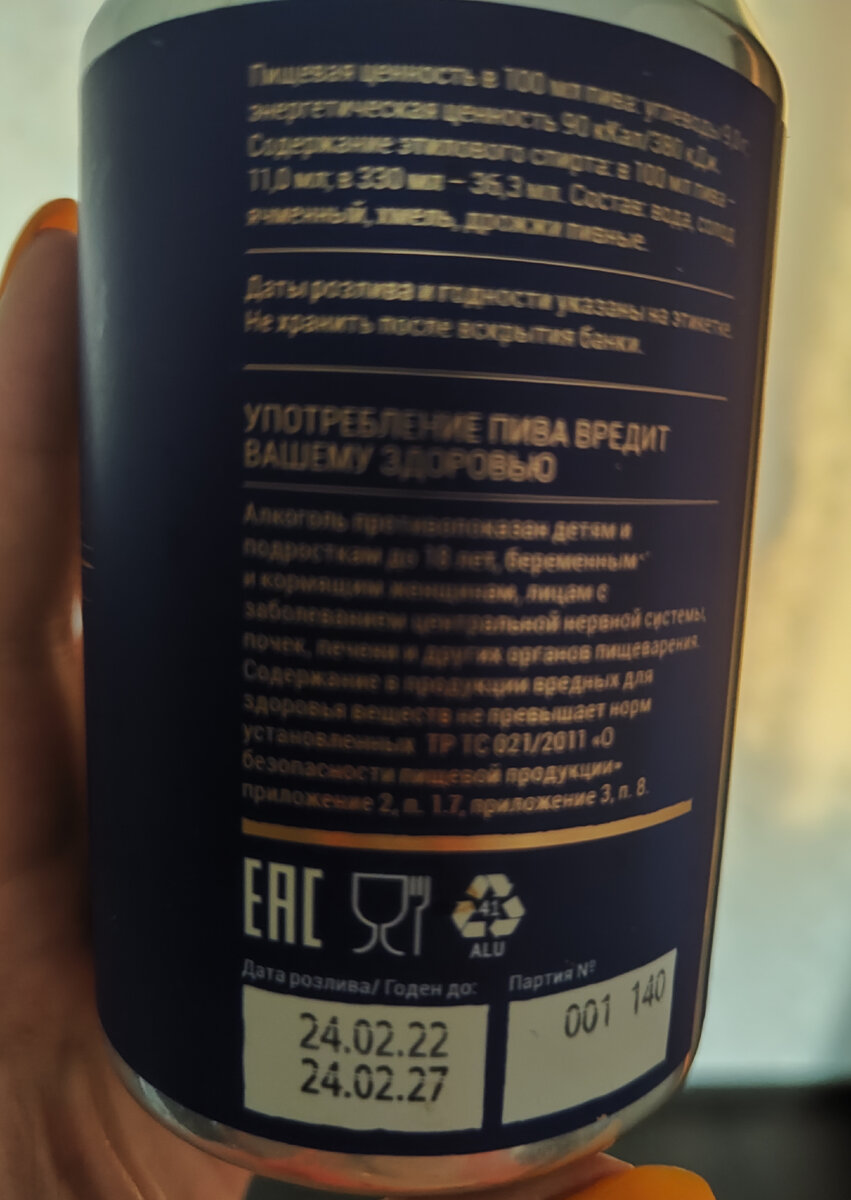 Пищевая ценность в 100 мл пива: углеводы 9,0 г,
энергетическая ценность 90 кКал/380 кДж.
Содержание этилового спирта: в 100 мл пива –
11,0 мл; в 330 мл – 36,3 мл. Состав: вода, солод
ячменный, хмель, дрожжи пивные.
Даты розлива и годности указаны на этикетке.
Не хранить после вскрытия банки.
УПОТРЕБЛЕНИЕ ПИВА ВРЕДИТ
ВАШЕМУ ЗДОРОВЬЮ
Алкоголь противопоказан детям и
подросткам до 18 лет, беременным
и кормящим женщинам, лицам с
заболеванием центральной нервной системы,
почек, печени и других органов пищеварения.
Содержание в продукции вредных для
здоровья веществ не превышает норм
установленных ТР ТС 021/2011 «О
безопасности пищевой продукции»
приложение 2, п. 1.7, приложение 3, п. 8.
EAC
41
ALU
Дата розлива/ Годен до:
Партия №
24.02.22
24.02.27
001 140